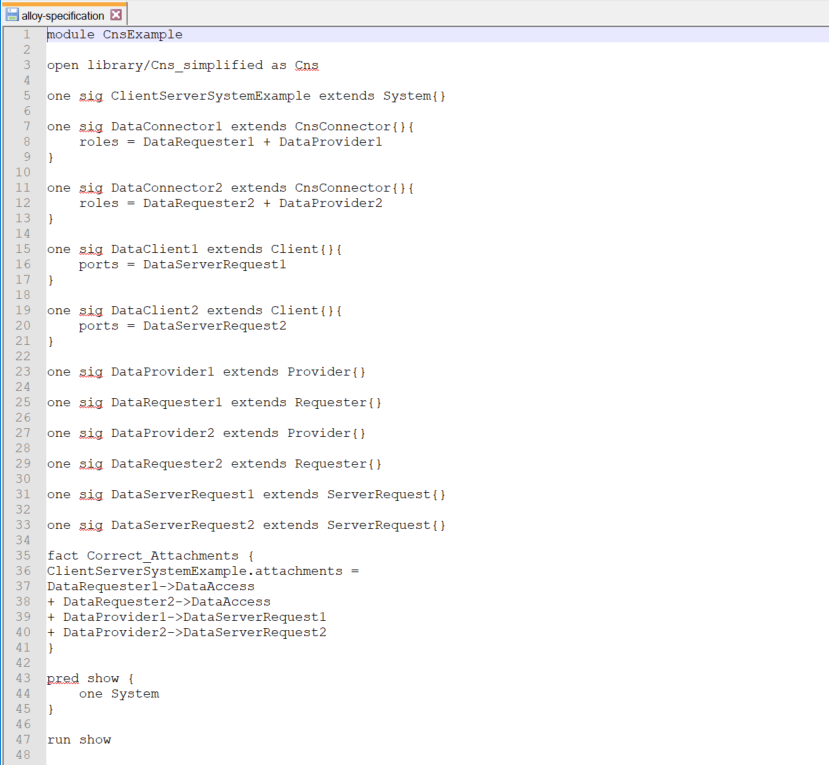 alloy-specification
1 module CnsExample
2
3 open library/Cns_simplified as Cns
4
5 one sig ClientServerSystemExample extends System{}
6
7 one sig DataConnector1 extends CnsConnector{}{
8 roles = DataRequester1 + DataProvider1
9 }
10
11 one sig DataConnector2 extends CnsConnector{}{
12 roles = DataRequester2 + DataProvider2
13 }
14
15 one sig DataClient1 extends Client{}{
16 ports = DataServerRequest1
17 }
18
19 one sig DataClient2 extends Client{}{
20 ports = DataServerRequest2
21 }
22
23 one sig DataProvider1 extends Provider{}
24
25 one sig DataRequester1 extends Requester{}
26
27 one sig DataProvider2 extends Provider{}
28
29 one sig DataRequester2 extends Requester{}
30
31 one sig DataServerRequest1 extends ServerRequest{}
32
33 one sig DataServerRequest2 extends ServerRequest{}
34
35 fact Correct_Attachments {
36 ClientServerSystemExample.attachments =
37 DataRequester1->DataAccess
38 + DataRequester2->DataAccess
39 + DataProvider1->DataServerRequest1
40 + DataProvider2->DataServerRequest2
41 }
42
43 pred show {
44 one System
45 }
46
47 run show
48